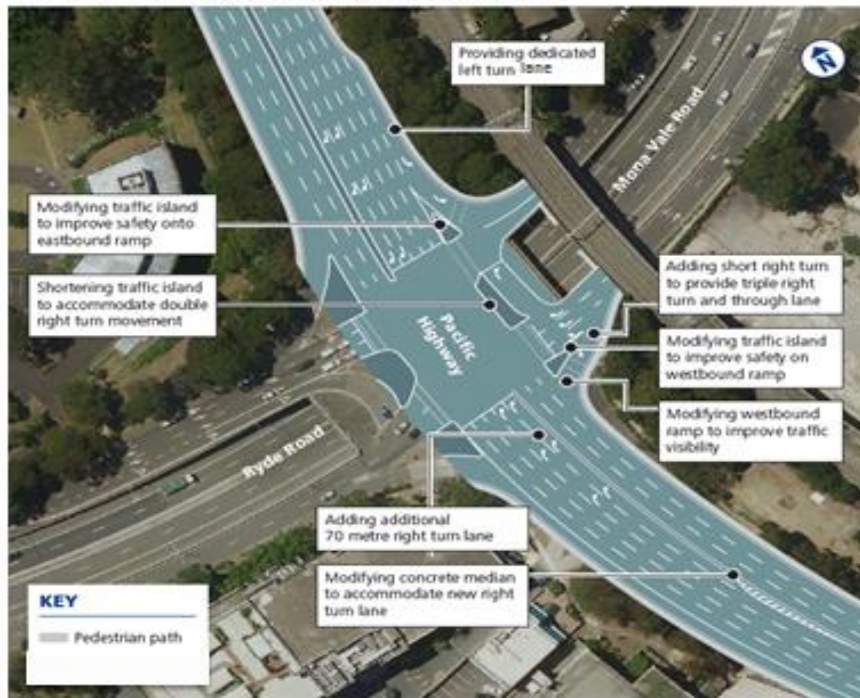 Providing dedicated
left turn lane
N
Mona Vale Road
Modifying traffic island
to improve safety onto
eastbound ramp
Adding short right turn
to provide triple right
turn and through lane
Shortening traffic island
to accommodate double
right turn movement
Pacific
Highway
Modifying traffic island
to improve safety on
westbound ramp
Modifying westbound
ramp to improve traffic
visibility
Ryde Road
Adding additional
70 metre right turn lane
Modifying concrete median
to accommodate new right
turn lane
KEY
Pedestrian path